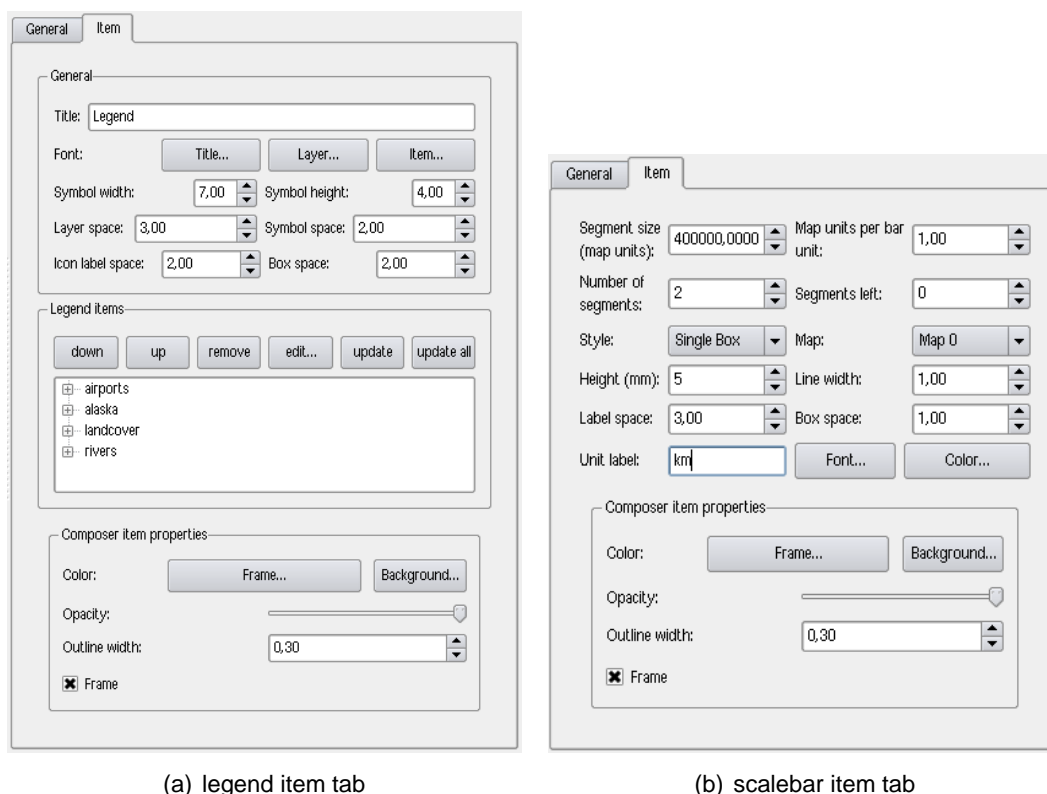 General Item
General
Title: Legend
Font: Title... Layer... Item...
Symbol width: 7,00 Symbol height: 4,00
Layer space: 3,00 Symbol space: 2,00
Icon label space: 2,00 Box space: 2,00
Legend items
down up remove edit... update update all
airports
alaska
landcover
rivers
Composer item properties
Color: Frame... Background...
Opacity:
Outline width: 0,30
Frame
(a) legend item tab
General Item
Segment size (map units): 400000,0000 Map units per bar unit: 1,00
Number of segments: 2 Segments left: 0
Style: Single Box Map: Map 0
Height (mm): 5 Line width: 1,00
Label space: 3,00 Box space: 1,00
Unit label: km Font... Color...
Composer item properties
Color: Frame... Background...
Opacity:
Outline width: 0,30
Frame
(b) scalebar item tab